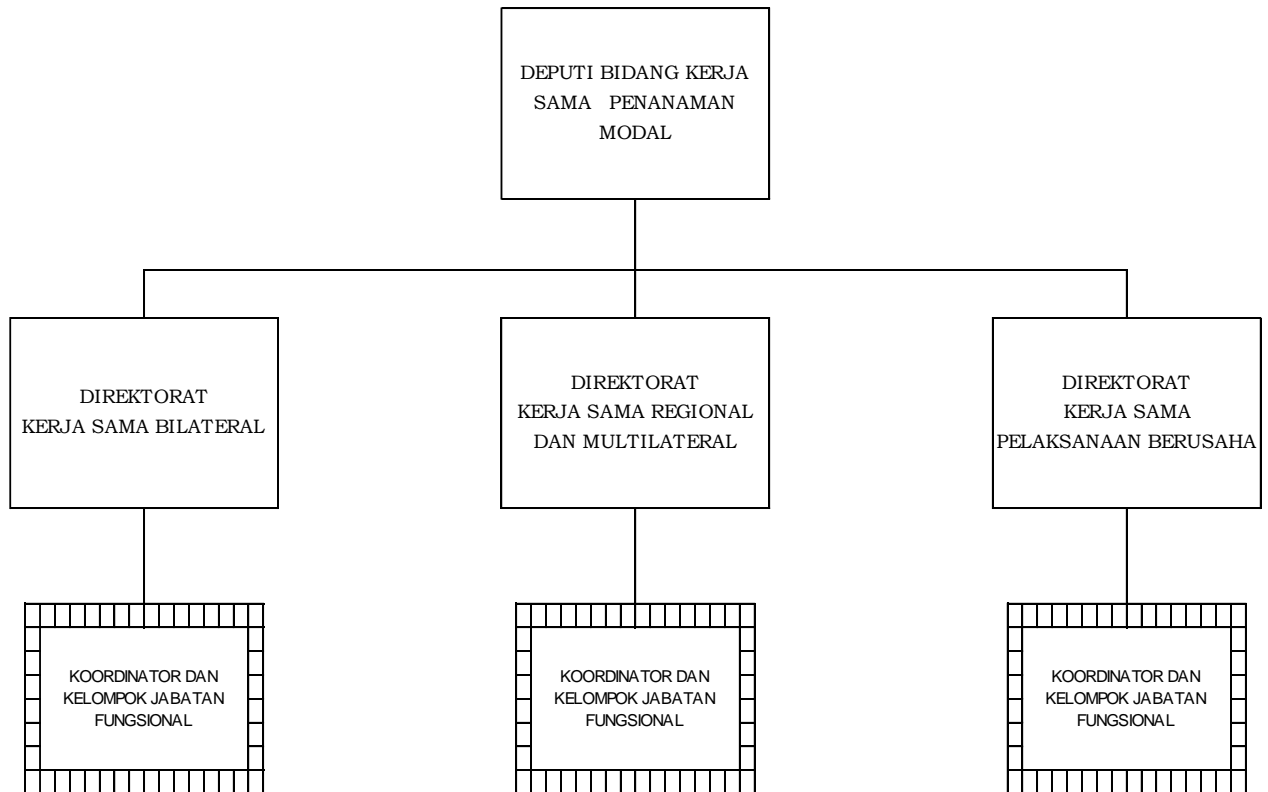 DEPUTI BIDANG KERJA
SAMA PENANAMAN
MODAL
DIREKTORAT
KERJA SAMA BILATERAL
DIREKTORAT
KERJA SAMA REGIONAL
DAN MULTILATERAL
DIREKTORAT
KERJA SAMA
PELAKSANAAN BERUSAHA
KOORDINATOR DAN
KELOMPOK JABATAN
FUNGSIONAL
KOORDINATOR DAN
KELOMPOK JABATAN
FUNGSIONAL
KOORDINATOR DAN
KELOMPOK JABATAN
FUNGSIONAL